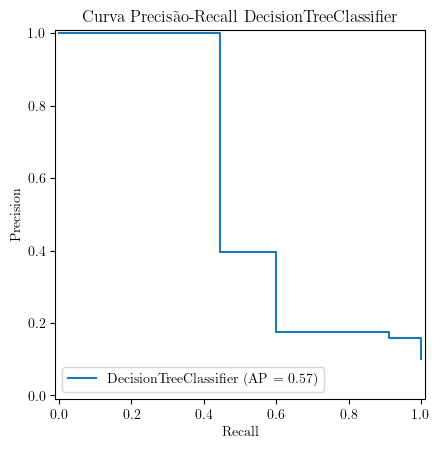 Curva Precisão-Recall DecisionTreeClassifier
1.0
0.8
0.6
0.4
0.2
0.0
Precision
DecisionTreeClassifier (AP = 0.57)
0.0 0.2 0.4 0.6 0.8 1.0
Recall